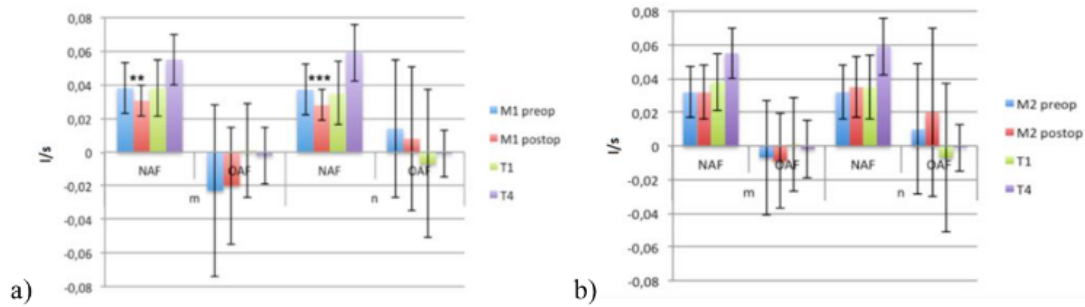 0,08
0,06
0,04
0,02
0
-0,02
-0,04
-0,06
-0,08
l/s
** ***
NAF OAF NAF OAF
m n
M1 preop
M1 postop
T1
T4
a)
0,08
0,06
0,04
0,02
0
-0,02
-0,04
-0,06
-0,08
l/s
NAF OAF NAF OAF
m n
M2 preop
M2 postop
T1
T4
b)